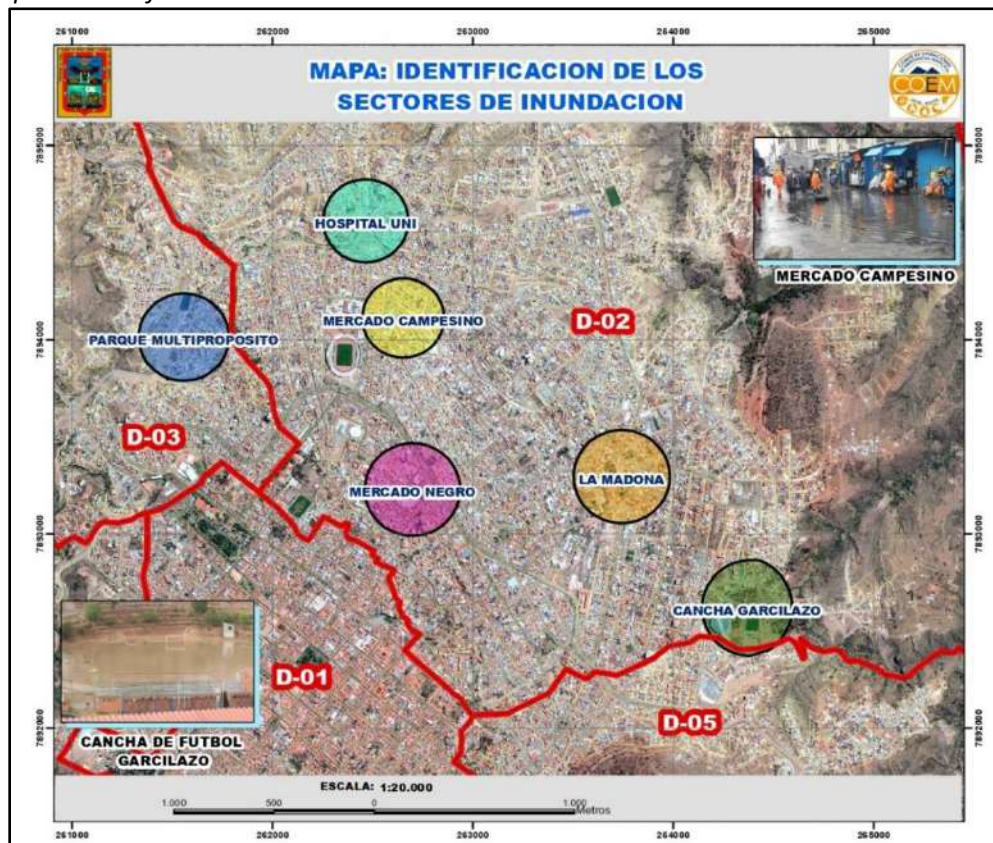 261000 262000 263000 264000 265000
MAPA: IDENTIFICACION DE LOS
SECTORES DE INUNDACION
COEM
7895000
7895000
HOSPITAL UNI
MERCADO CAMPESINO
MERCADO CAMPESINO
D-02
PARQUE MULTIPROPOSITO
7894000
7894000
D-03
MERCADO NEGRO
LA MADONA
7893000
7893000
CANCHA GARCILAZO
D-01
D-05
7892000
7892000
CANCHA DE FUTBOL
GARCILAZO
ESCALA: 1:20.000
1.000 500 0 1.000
Metros
261000 262000 263000 264000 265000